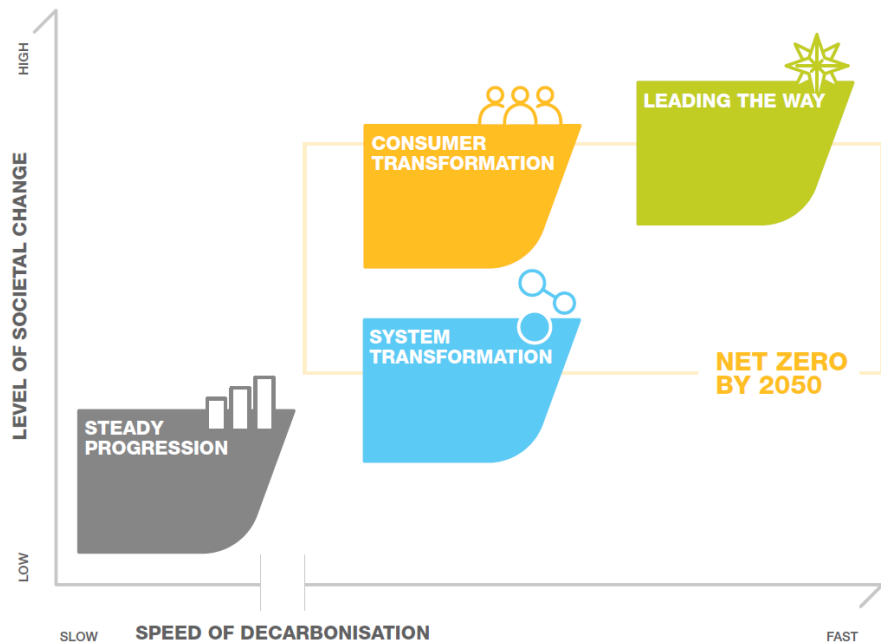 HIGH
LEVEL OF SOCIETAL CHANGE
LOW
LEADING THE WAY
CONSUMER
TRANSFORMATION
SYSTEM
TRANSFORMATION
NET ZERO
BY 2050
STEADY
PROGRESSION
SLOW
SPEED OF DECARBONISATION
FAST